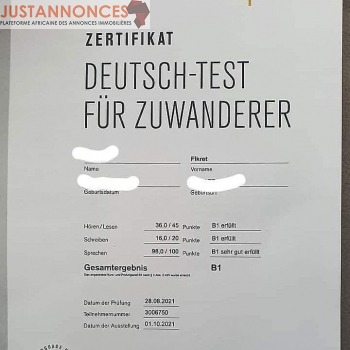 JUSTANNONCES
PLATEFORME AFRICAINE DES ANNONCES IMMOBILIÈRES
ZERTIFIKAT
DEUTSCH-TEST
FÜR ZUWANDERER
Fikret
Name Vorname
Geburtsdatum Geburtsort
Hören/Lesen 36,0 / 45 Punkte B1 erfüllt
Schreiben 16,0 / 20 Punkte B1 erfüllt
Sprechen 98,0 / 100 Punkte B1 sehr gut erfüllt
Gesamtergebnis B1
Datum der Prüfung 28.08.2021
Teilnehmernummer 3006750
Datum der Ausstellung 01.10.2021